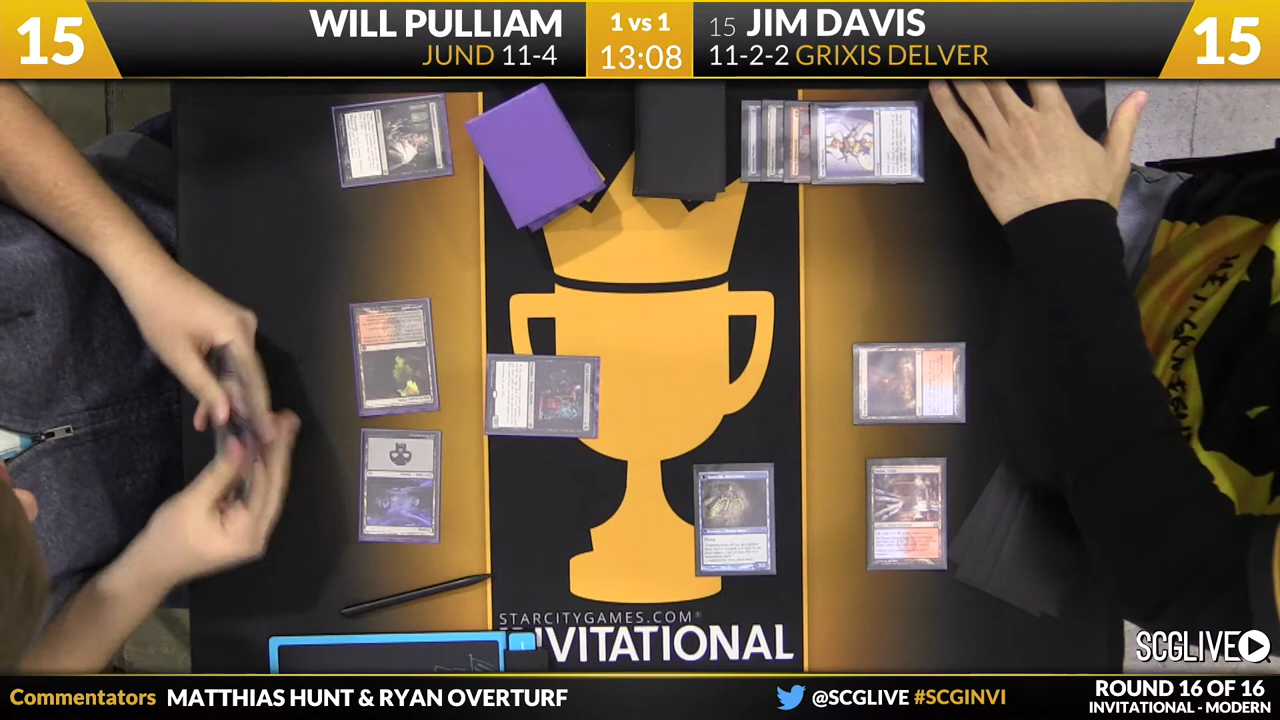 15
WILL PULLIAM
JUND 11-4
1 vs 1
13:08
15 JIM DAVIS
11-2-2 GRIXIS DELVER
15
STARCITYGAMES.COM®
INVITATIONAL
SCGLIVE
Commentators MATTHIAS HUNT & RYAN OVERTURF
@SCGLIVE #SCGINVI
ROUND 16 OF 16
INVITATIONAL - MODERN